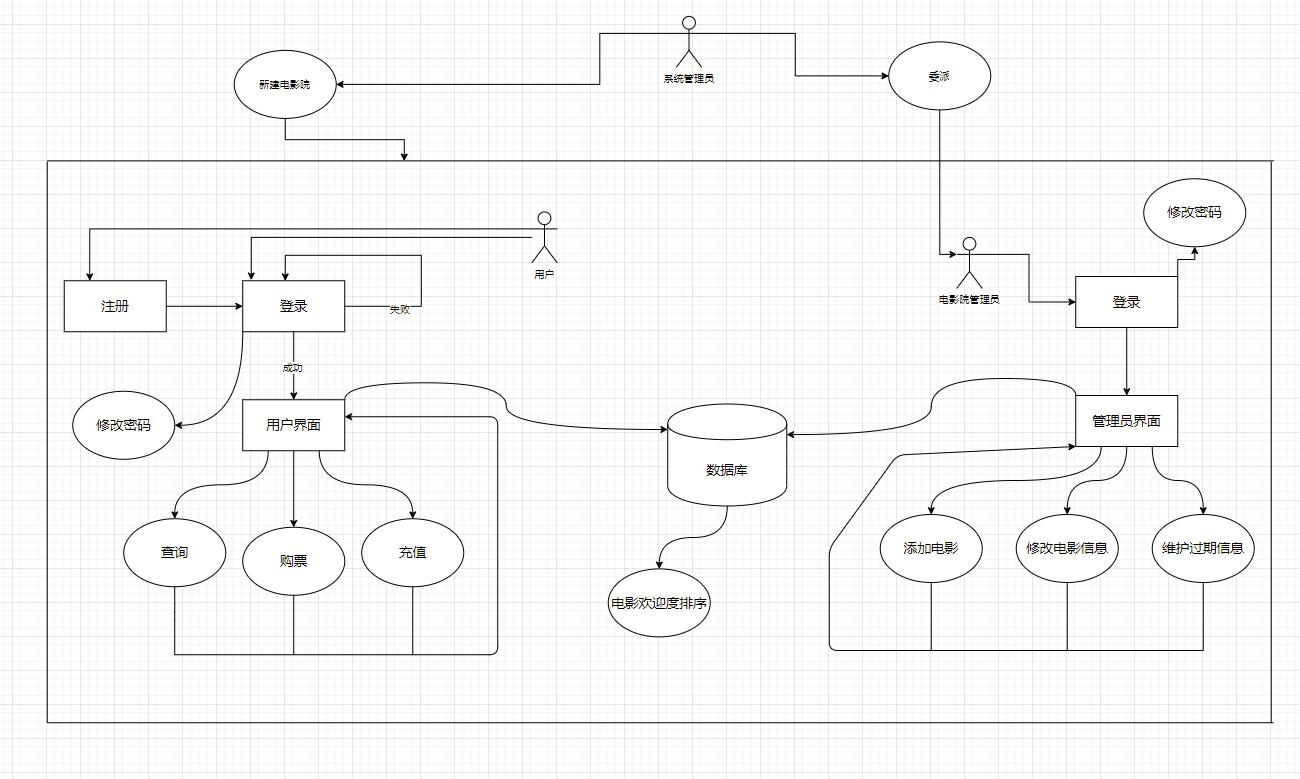 系统管理员
新建电影院
委派
修改密码
用户
电影院管理员
注册
登录
失败
登录
成功
修改密码
用户界面
管理员界面
数据库
查询
购票
充值
添加电影
修改电影信息
维护过期信息
电影欢迎度排序